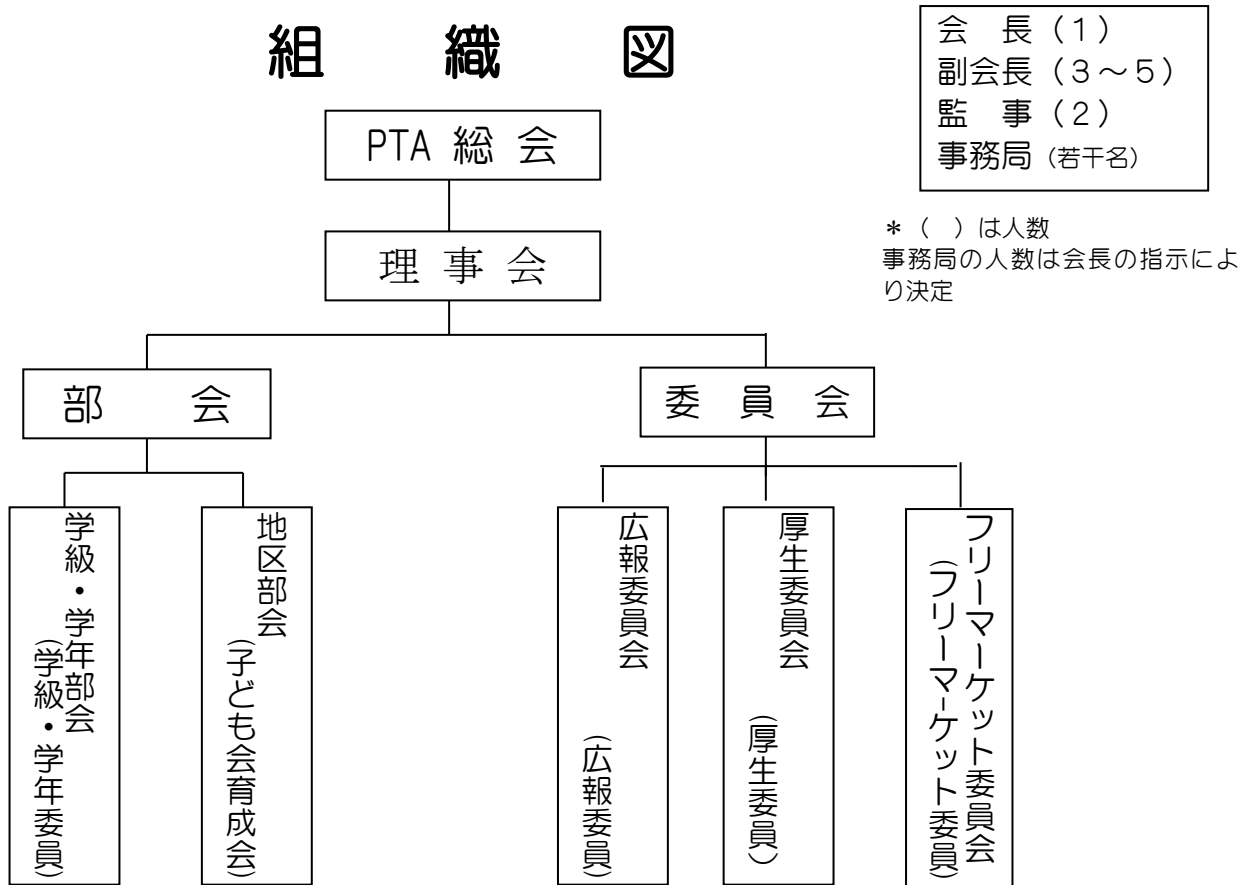 組　織　図
会　長（１）
副会長（３～５）
監　事（２）
事務局（若干名）
PTA 総 会
＊（　）は人数
事務局の人数は会長の指示によ
り決定
理 事 会
部　会
委 員 会
学級・学年部会
（学級・学年委員）
地区部会
（子ども会育成会）
広報委員会
（広報委員）
厚生委員会
（厚生委員）
フリーマーケット委員会
（フリーマーケット委員）